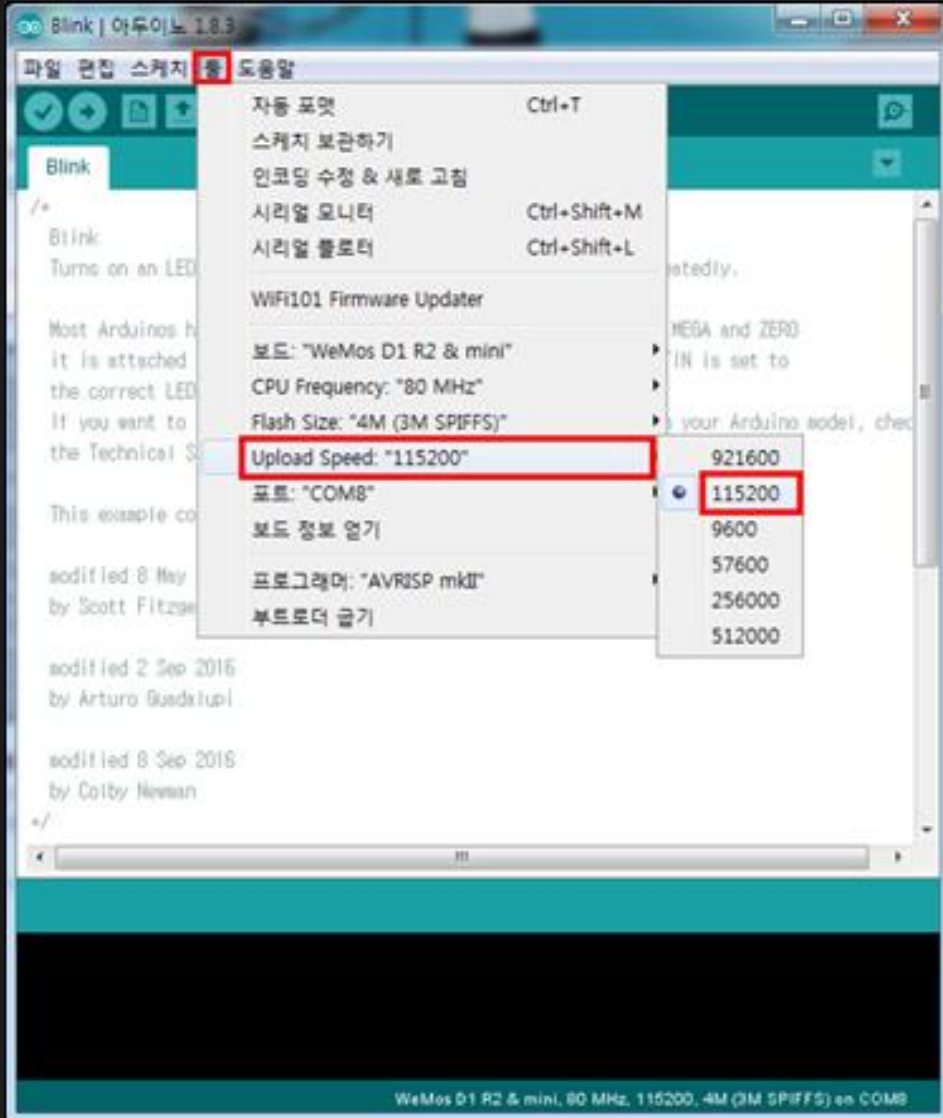 Blink | 아두이노 1.8.3
파일 편집 스케치 툴 도움말
Blink
자동 포맷 Ctrl+T
스케치 보관하기
인코딩 수정 & 새로 고침
시리얼 모니터 Ctrl+Shift+M
시리얼 플로터 Ctrl+Shift+L
WiFi101 Firmware Updater
보드: "WeMos D1 R2 & mini"
CPU Frequency: "80 MHz"
Flash Size: "4M (3M SPIFFS)"
Upload Speed: "115200"
포트: "COM8"
보드 정보 얻기
프로그래머: "AVRISP mkII"
부트로더 굽기
921600
115200
9600
57600
256000
512000
/*
Blink
Turns on an LED
Most Arduinos MEGA and ZERO
it is attached is set to
the correct LED
If you want to your Arduino model,
the Technical
This example
modified 8 May
by Scott
modified 2 Sep 2016
by Arturo Guadalupi
modified 8 Sep 2016
by Colby Newman
*/
WeMos D1 R2 & mini, 80 MHz, 115200, 4M (3M SPIFFS) on COM8